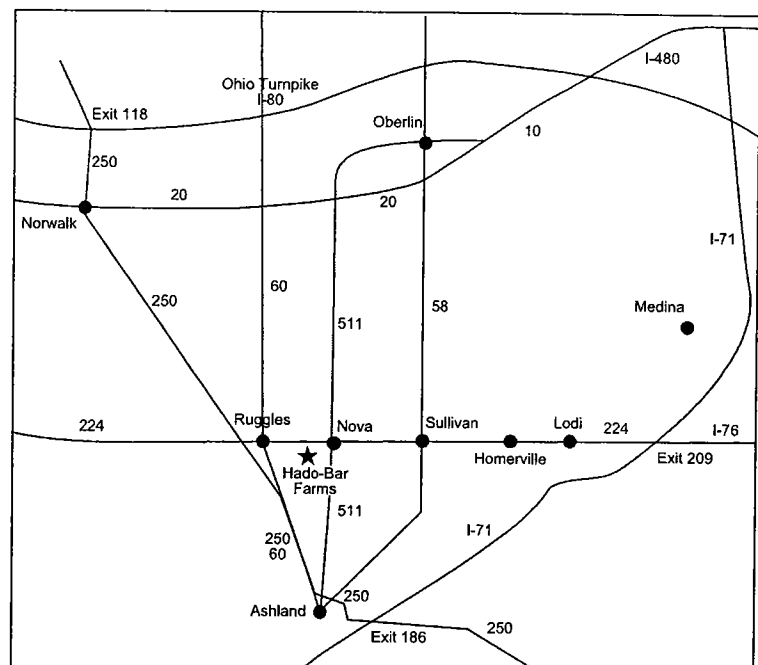 I-480
Ohio Turnpike
I-80
Exit 118
Oberlin
10
250
20
20
Norwalk
I-71
250
60
58
Medina
511
224
Ruggles
Nova
Sullivan
Lodi
224
I-76
Homerville
Exit 209
Hado-Bar
Farms
511
I-71
250
60
250
Ashland
Exit 186
250